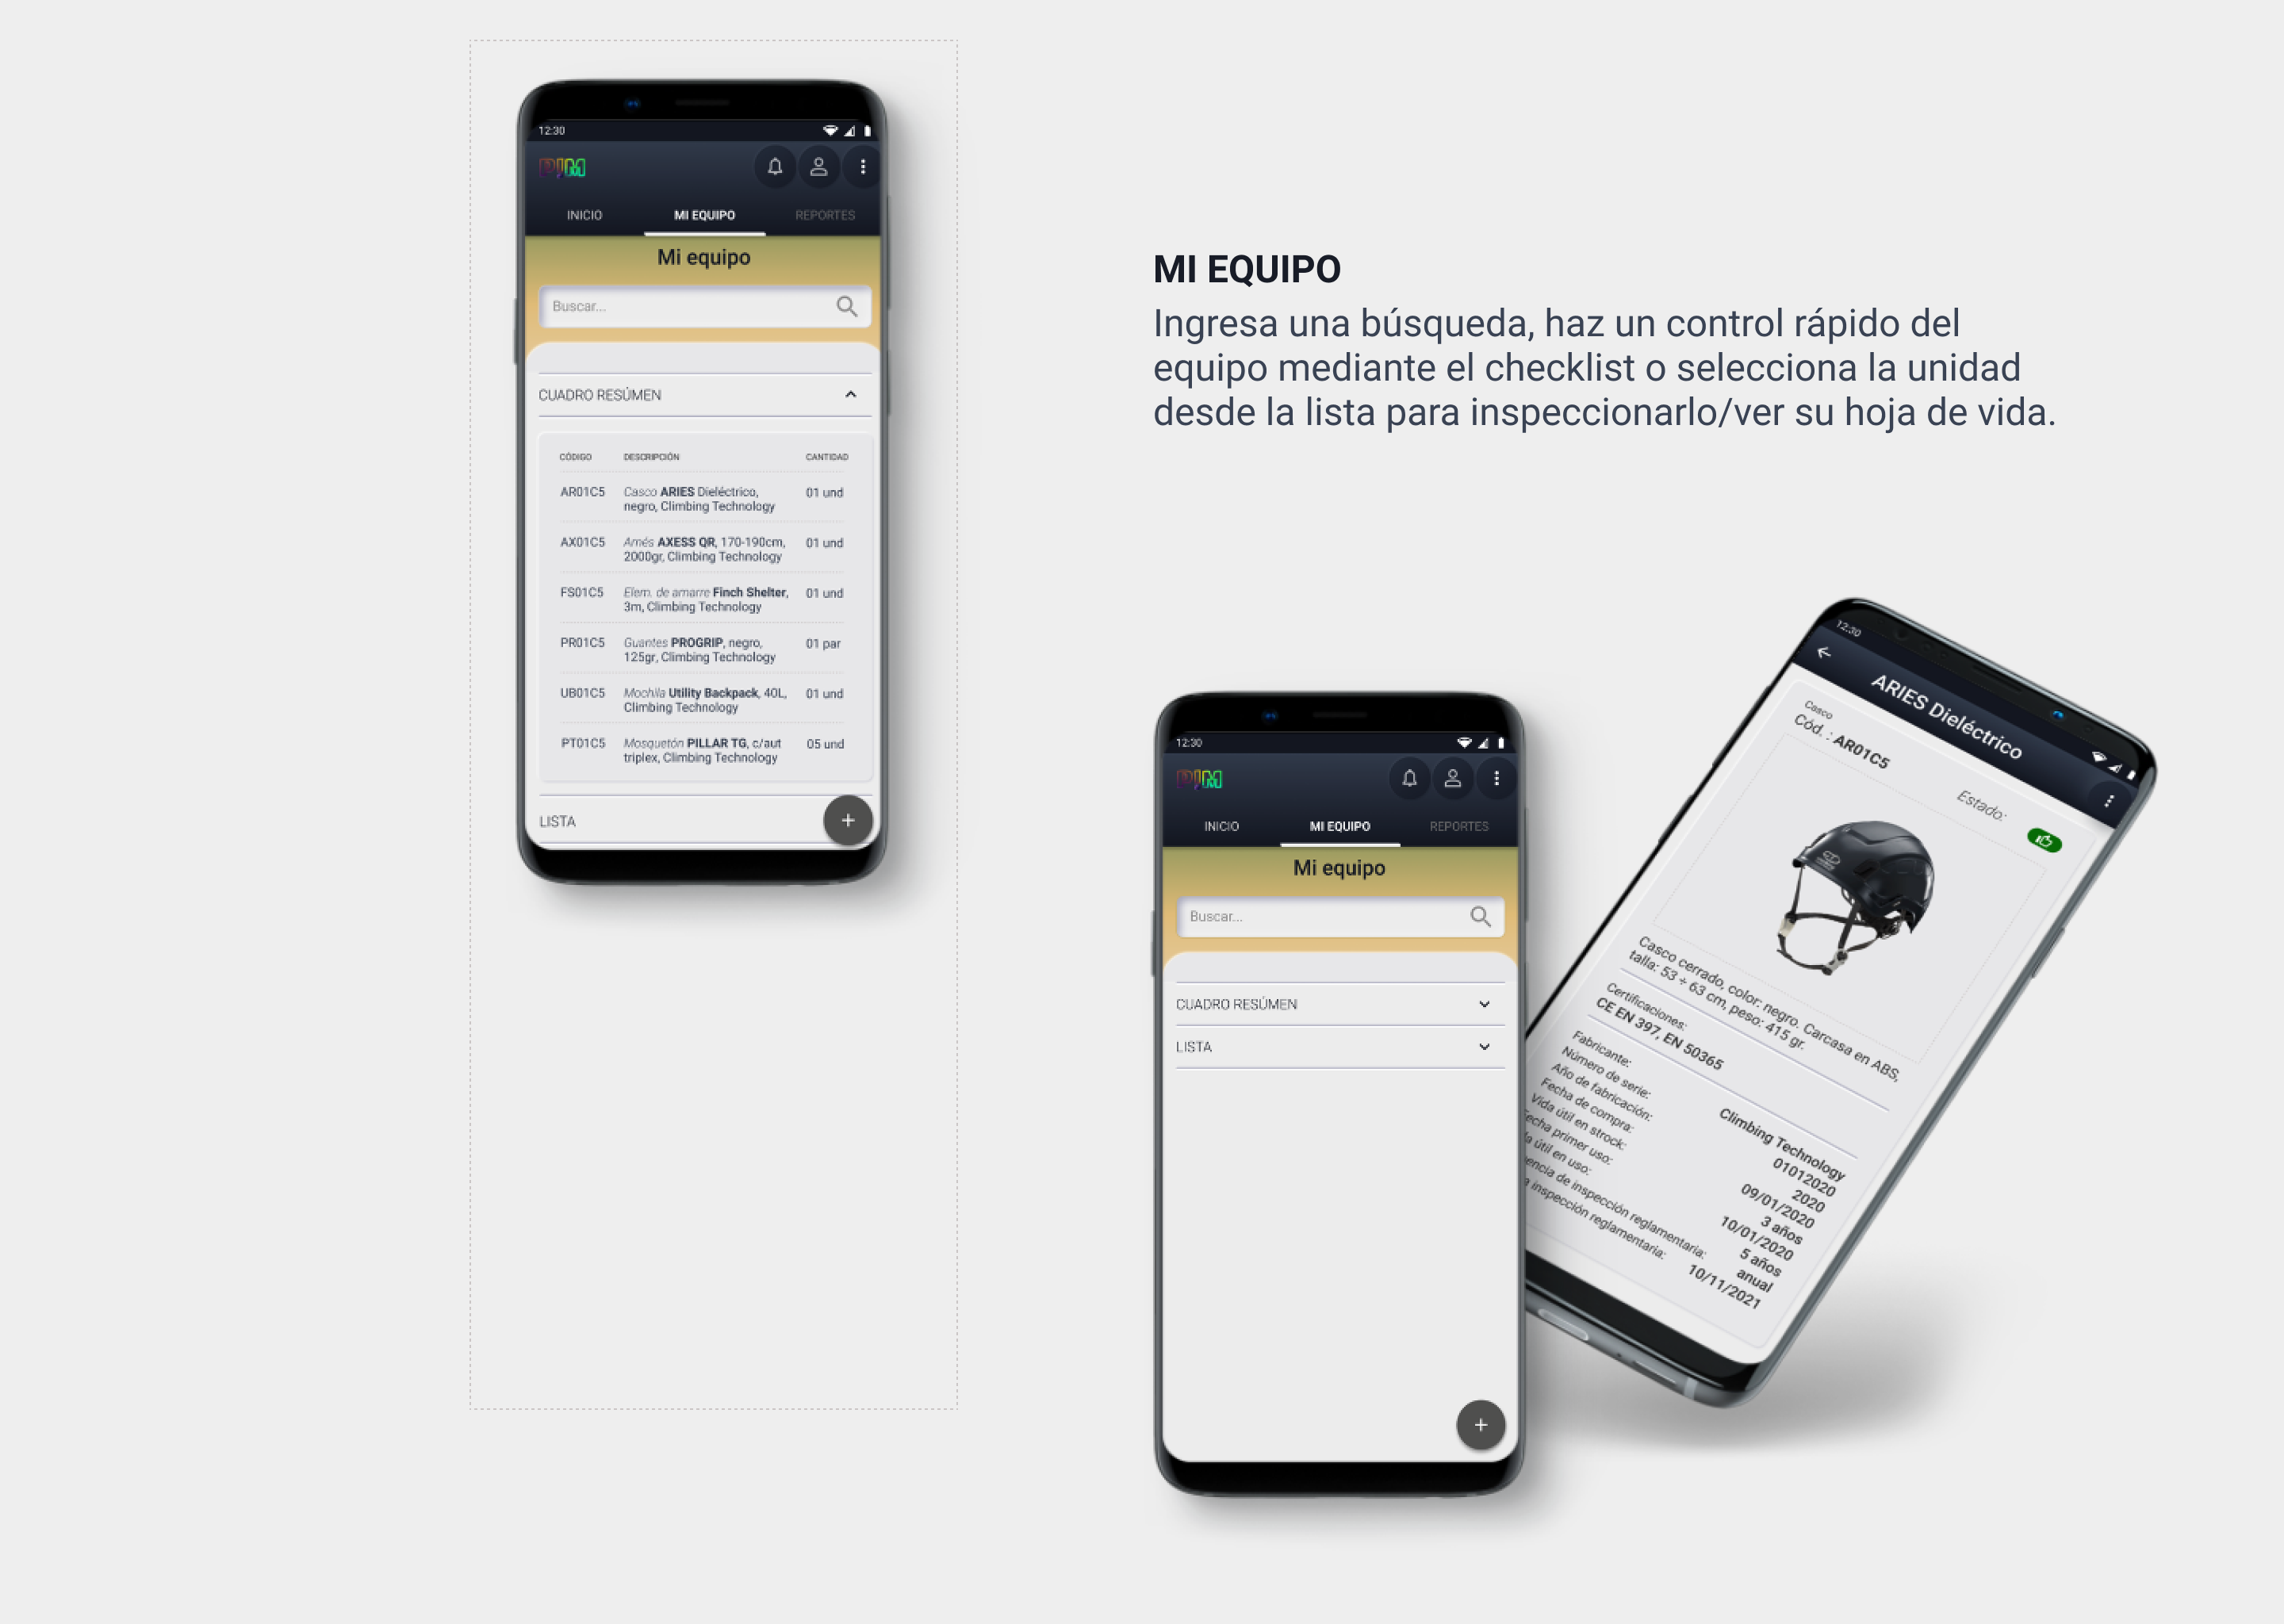 12:30
PJM
INICIO MI EQUIPO REPORTES
Mi equipo
Buscar...
CUADRO RESÚMEN
CÓDIGO DESCRIPCIÓN CANTIDAD
AR01C5 Casco ARIES Dieléctrico, 01 und
negro, Climbing Technology
AX01C5 Arnés AXESS QR, 170-190cm, 01 und
2000gr, Climbing Technology
FS01C5 Elem. de amarre Finch Shelter, 01 und
3m, Climbing Technology
PR01C5 Guantes PROGRIP, negro, 01 par
125gr, Climbing Technology
UB01C5 Mochila Utility Backpack, 40L, 01 und
Climbing Technology
PT01C5 Mosquetón PILLAR TG, c/aut 05 und
triplex, Climbing Technology
LISTA
+
MI EQUIPO
Ingresa una búsqueda, haz un control rápido del
equipo mediante el checklist o selecciona la unidad
desde la lista para inspeccionarlo/ver su hoja de vida.
12:30
PJM
INICIO MI EQUIPO REPORTES
Mi equipo
Buscar...
CUADRO RESÚMEN
LISTA
+
12:30
ARIES Dieléctrico
Casco
Cód. : AR01C5
Estado:
Casco cerrado, color: negro. Carcasa en ABS,
talla: 53 ÷ 63 cm, peso: 415 gr.
Certificaciones:
CE EN 397, EN 50365
Fabricante: Climbing Technology
Número de serie: 01012020
Año de fabricación: 2020
Fecha de compra: 09/01/2020
Vida útil en strock: 3 años
echa primer uso: 10/01/2020
útil en uso: 5 años
encia de inspección reglamentaria: anual
inspección reglamentaria: 10/11/2021